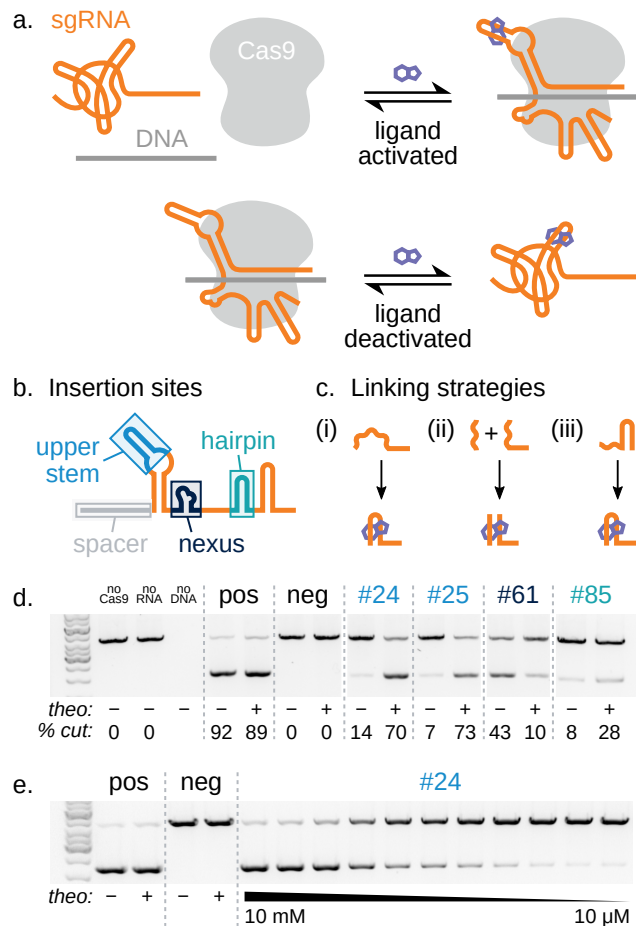 a.
sgRNA
Cas9
DNA
ligand
activated
ligand
deactivated
b. Insertion sites
upper
stem
hairpin
spacer
nexus
c. Linking strategies
(i) (ii) (iii)
+
d.
no Cas9 no RNA no DNA pos neg #24 #25 #61 #85
theo: – – – – + – + – + – + – + – +
% cut: 0 0 92 89 0 0 14 70 7 73 43 10 8 28
e.
pos neg #24
theo: – + – +
10 mM 10 µM